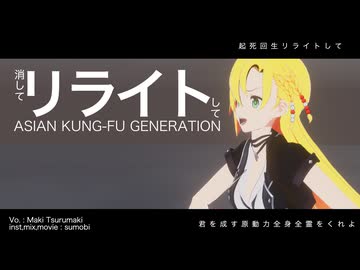 起死回生リライトして
消して
リライト
して
ASIAN KUNG-FU GENERATION
Vo. : Maki Tsurumaki
inst,mix,movie : sumobi
君を成す原動力全身全霊をくれよ